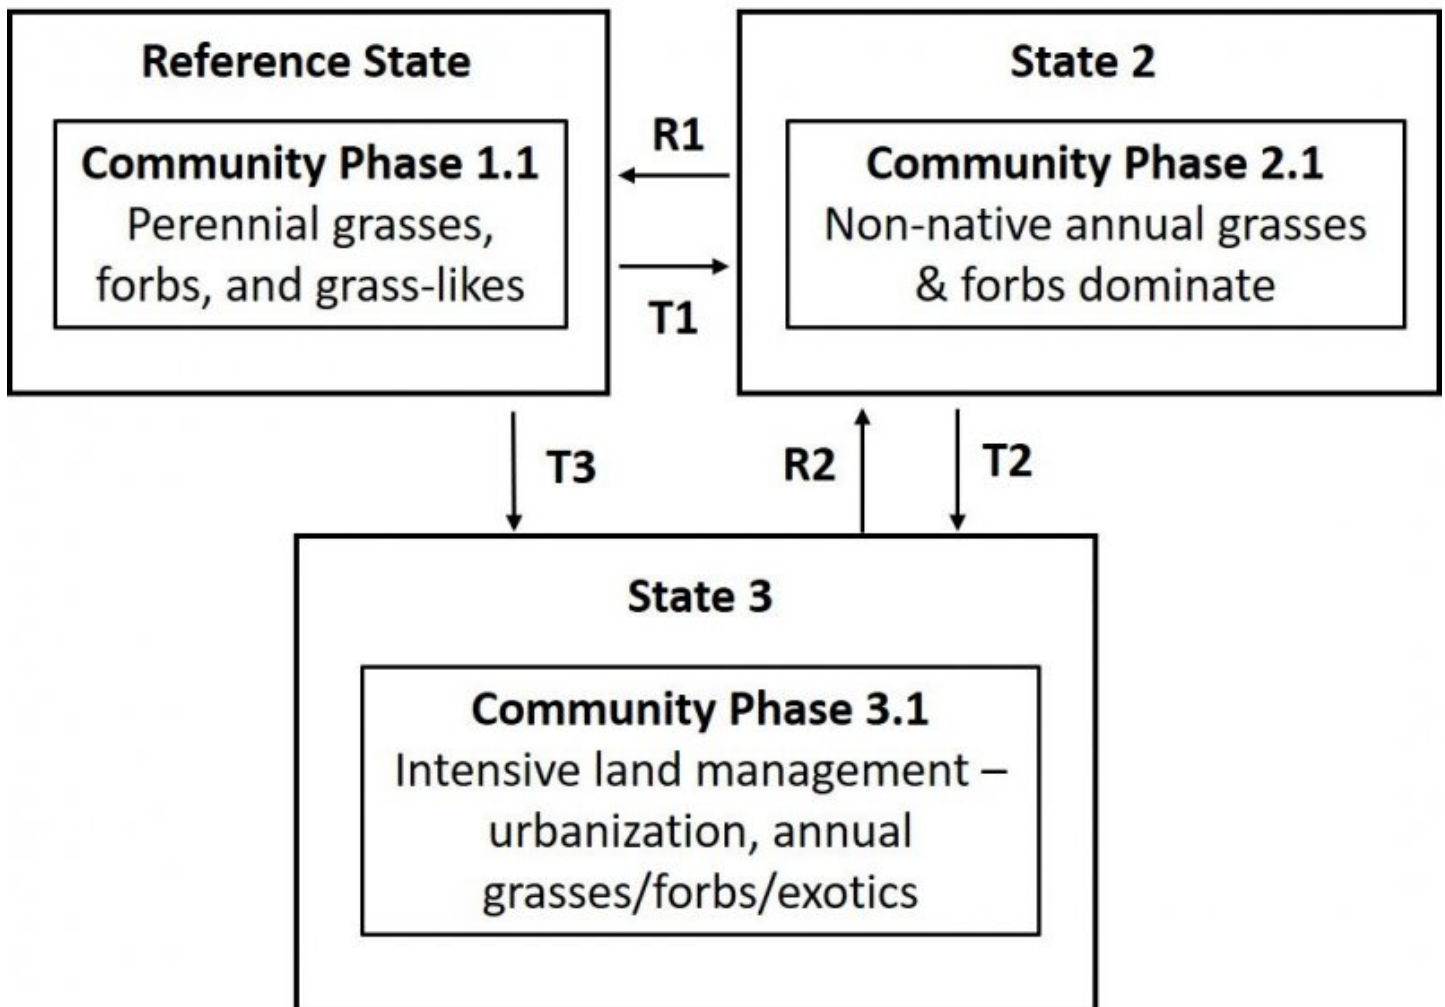 Reference State
Community Phase 1.1
Perennial grasses,
forbs, and grass-likes
R1
T1
State 2
Community Phase 2.1
Non-native annual grasses
& forbs dominate
T3
R2
T2
State 3
Community Phase 3.1
Intensive land management –
urbanization, annual
grasses/forbs/exotics